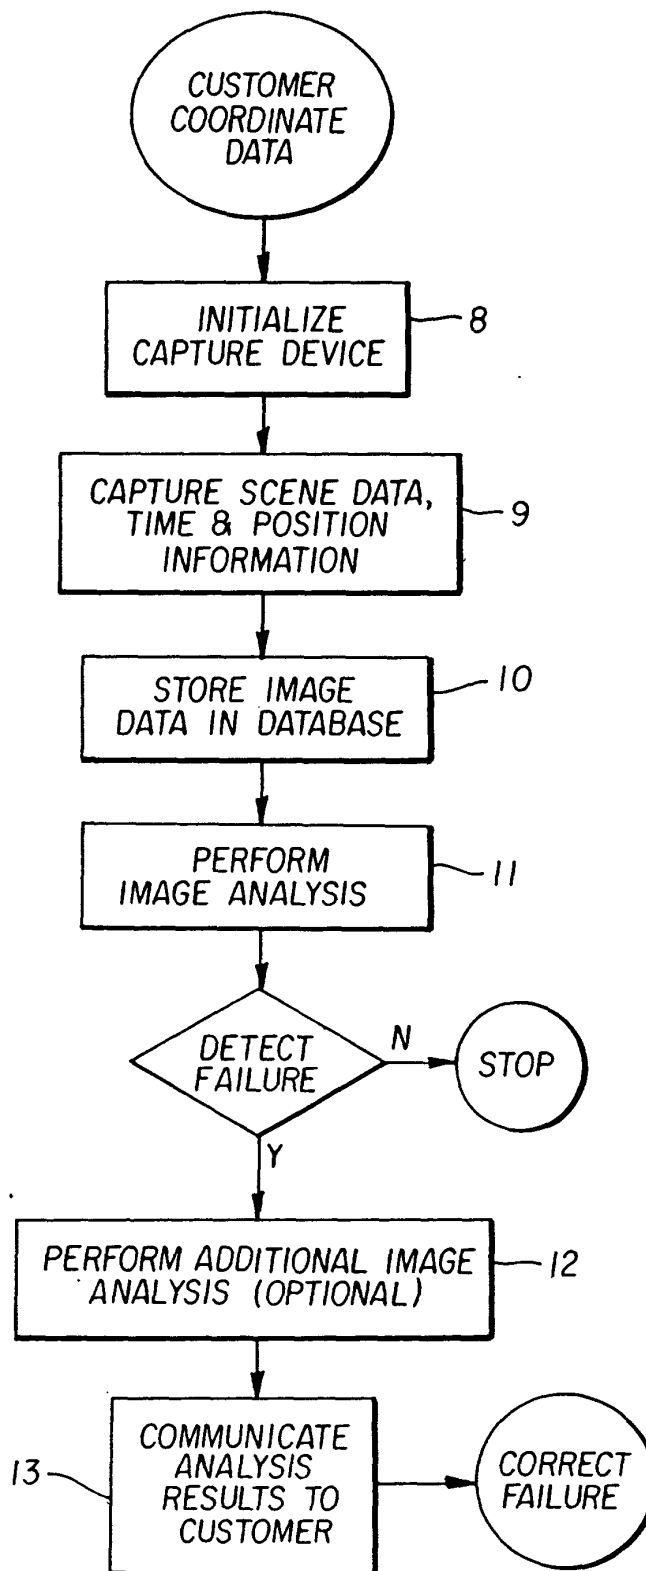 CUSTOMER
COORDINATE
DATA
INITIALIZE
CAPTURE DEVICE
8
CAPTURE SCENE DATA,
TIME & POSITION
INFORMATION
9
STORE IMAGE
DATA IN DATABASE
10
PERFORM
IMAGE ANALYSIS
11
DETECT
FAILURE
N
STOP
Y
PERFORM ADDITIONAL IMAGE
ANALYSIS (OPTIONAL)
12
COMMUNICATE
ANALYSIS
RESULTS TO
CUSTOMER
13
CORRECT
FAILURE